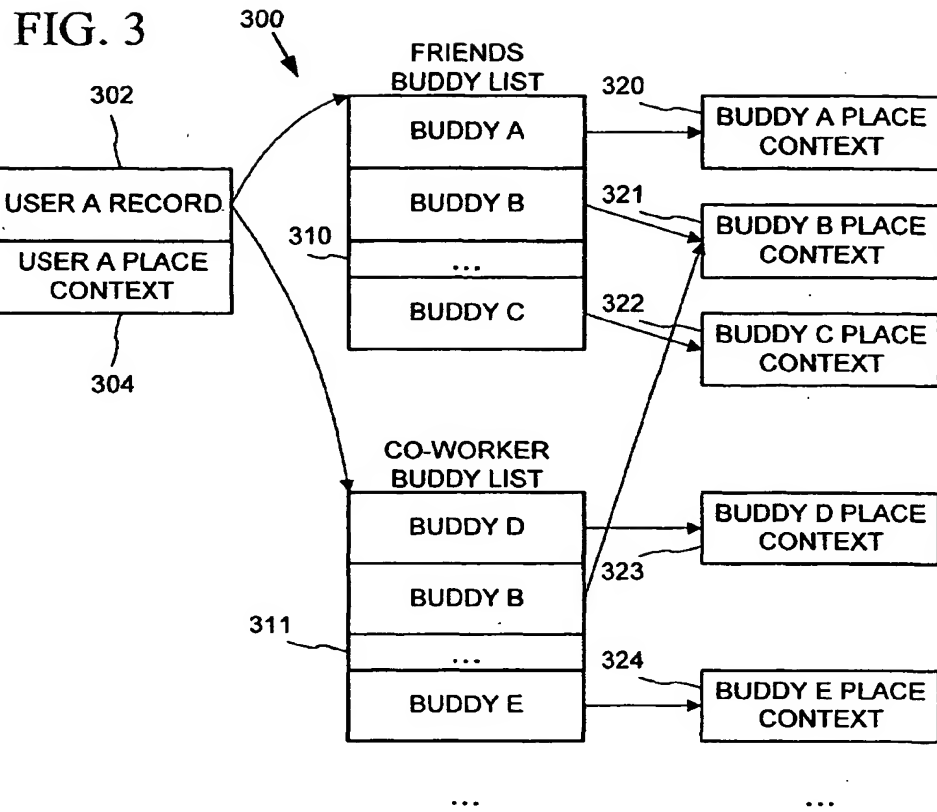 FIG. 3
300
302
USER A RECORD
USER A PLACE
CONTEXT
304
FRIENDS
BUDDY LIST
BUDDY A
BUDDY B
310
...
BUDDY C
CO-WORKER
BUDDY LIST
BUDDY D
BUDDY B
311
...
BUDDY E
...
320
BUDDY A PLACE
CONTEXT
321
BUDDY B PLACE
CONTEXT
322
BUDDY C PLACE
CONTEXT
BUDDY D PLACE
CONTEXT
323
324
BUDDY E PLACE
CONTEXT
...